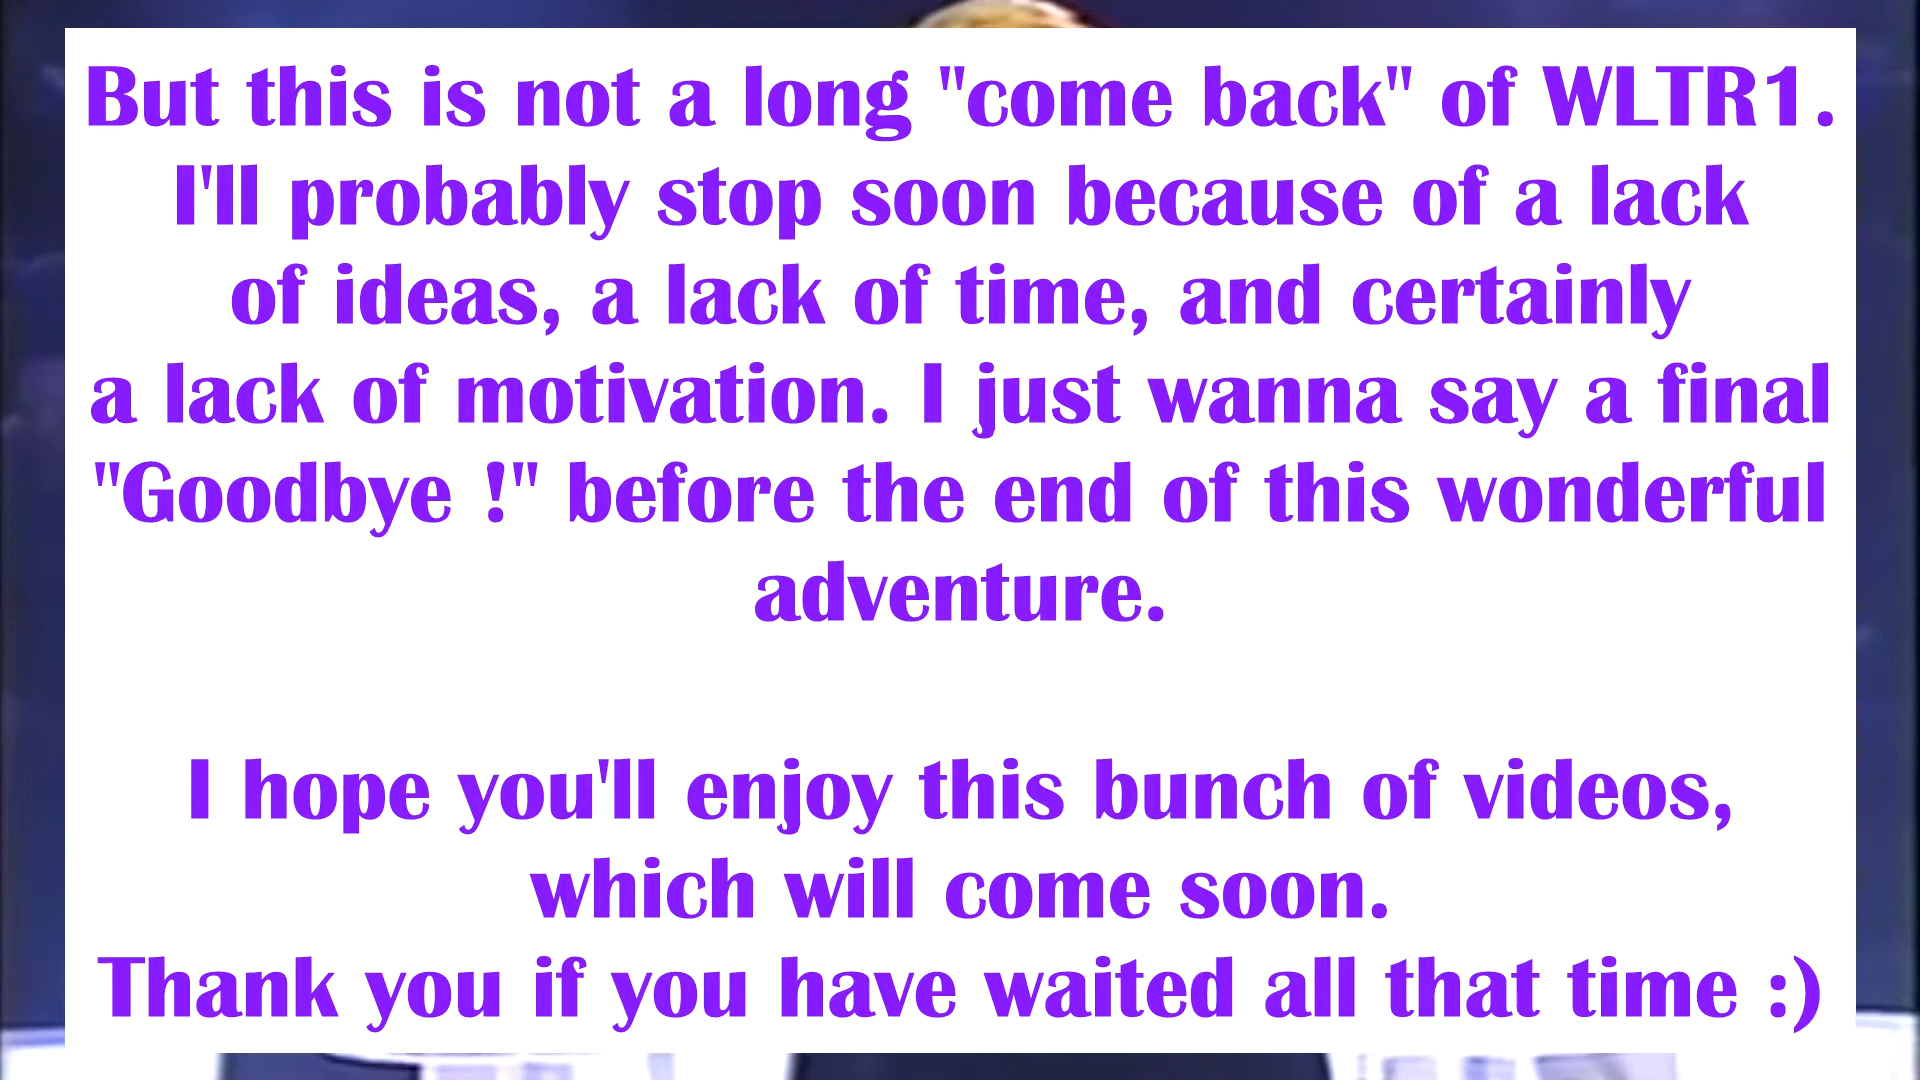 But this is not a long "come back" of WLTR1.
I'll probably stop soon because of a lack
of ideas, a lack of time, and certainly
a lack of motivation. I just wanna say a final
"Goodbye !" before the end of this wonderful
adventure.
I hope you'll enjoy this bunch of videos,
which will come soon.
Thank you if you have waited all that time :)